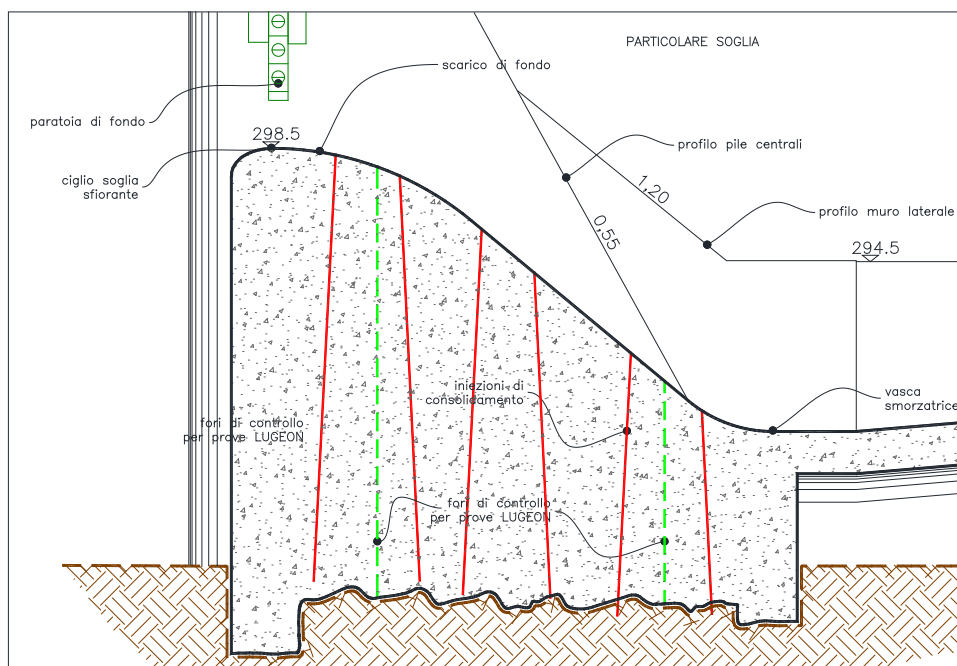 PARTICOLARE SOGLIA
scarico di fondo
paratoia di fondo
298.5
profilo pile centrali
ciglio soglia
sfiorante
1,20
profilo muro laterale
0,55
294.5
iniezioni di
consolidamento
vasca
smorzatrice
fori di controllo
per prove LUGEON
fori di controllo
per prove LUGEON